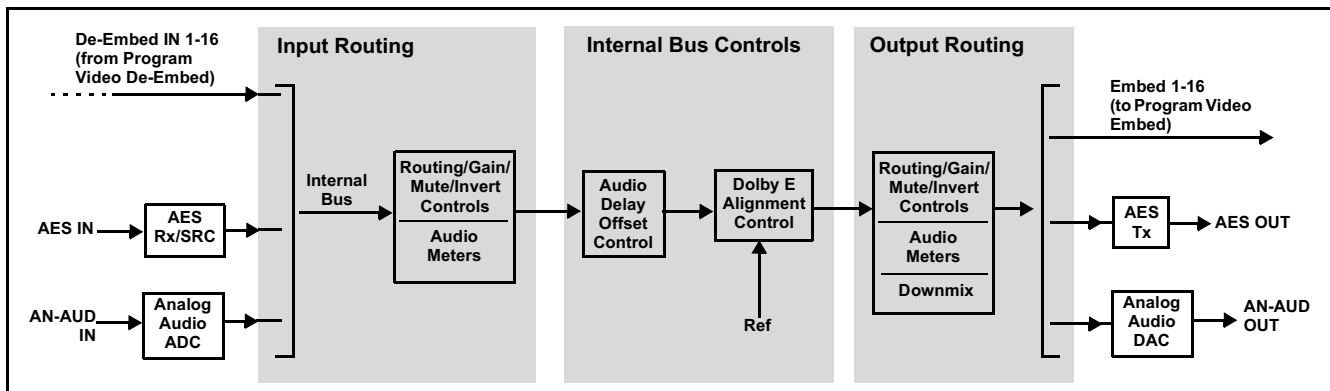 De-Embed IN 1-16
(from Program
Video De-Embed)
Input Routing
Internal Bus Controls
Output Routing
Embed 1-16
(to Program Video
Embed)
Internal
Bus
Routing/Gain/
Mute/Invert
Controls
Audio
Meters
Audio
Delay
Offset
Control
Dolby E
Alignment
Control
Routing/Gain/
Mute/Invert
Controls
Audio
Meters
Downmix
AES IN
AES
Rx/SRC
AES
Tx
AES OUT
AN-AUD
IN
Analog
Audio
ADC
Ref
Analog
Audio
DAC
AN-AUD
OUT